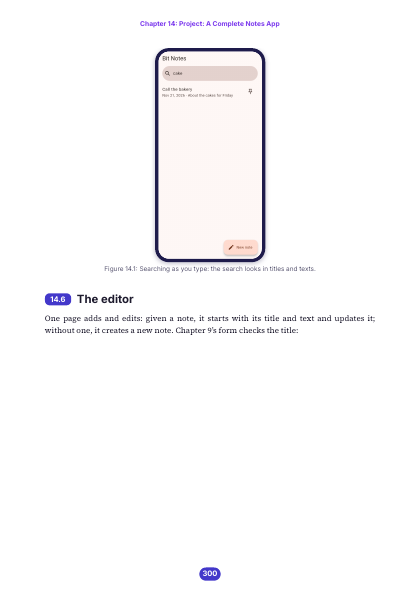 Chapter 14: Project: A Complete Notes App
Bit Notes
cake
Call the bakery
Nov 21, 2026 · About the cakes for Friday
New note
Figure 14.1: Searching as you type: the search looks in titles and texts.
14.6 The editor
One page adds and edits: given a note, it starts with its title and text and updates it;
without one, it creates a new note. Chapter 9's form checks the title:
300